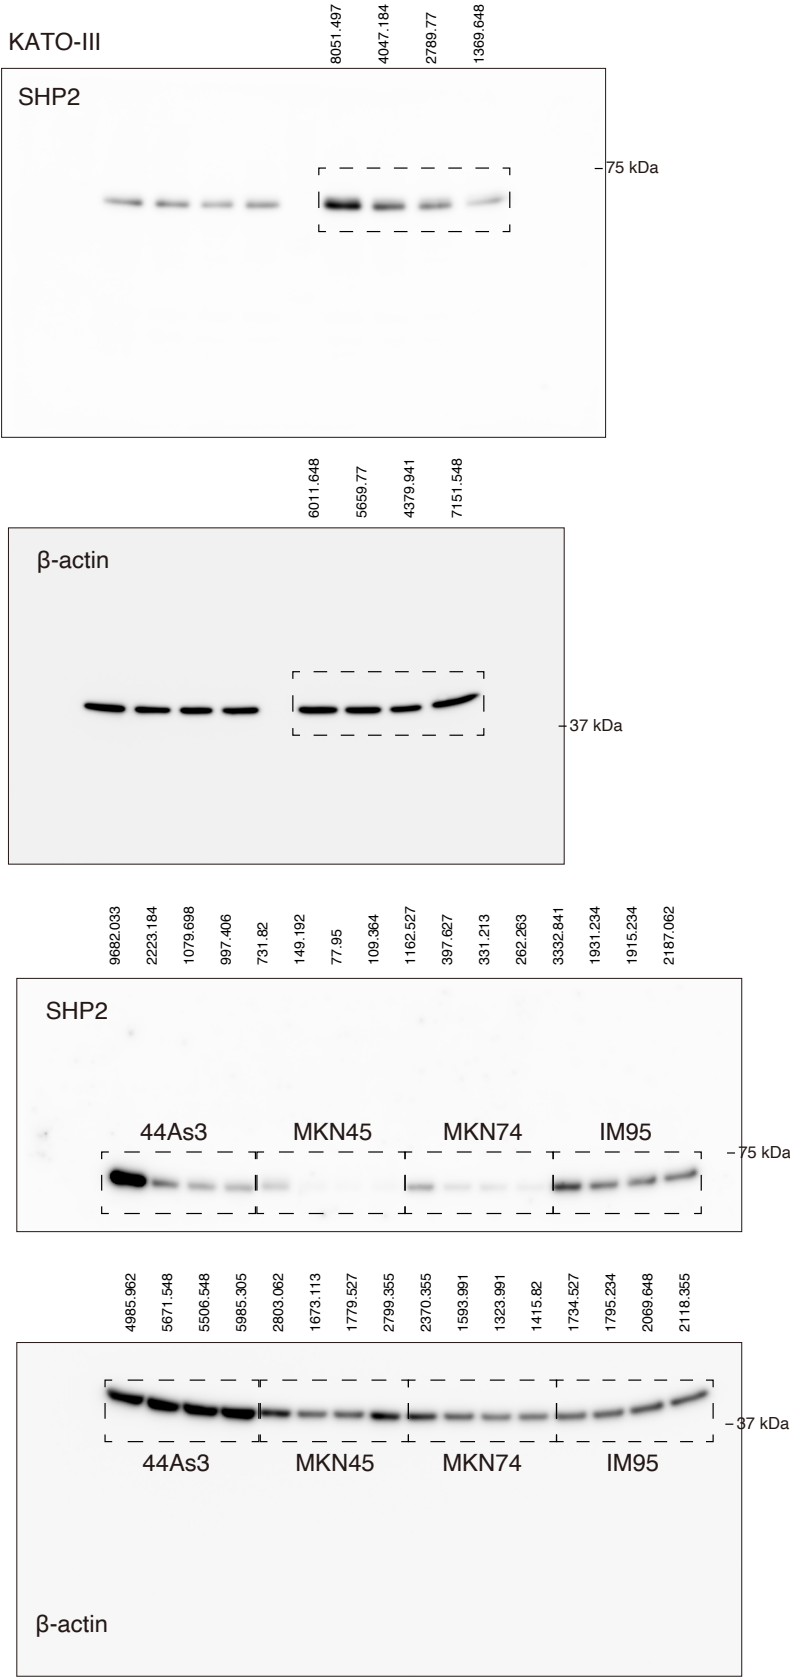 KATO-III
8051.497 4047.184 2789.77 1369.648
SHP2
75 kDa
6011.648 5659.77 4379.941 7151.548
β-actin
37 kDa
9682.033 2223.184 1079.698 997.406 731.82 149.192 77.95 109.364 1162.527 397.627 331.213 262.263 3332.841 1931.234 1915.234 2187.062
SHP2
44As3 MKN45 MKN74 IM95
75 kDa
4985.962 5671.548 5506.548 5985.305 2803.062 1673.113 1779.527 2799.355 2370.355 1593.991 1323.991 1415.82 1734.527 1795.234 2069.648 2118.355
37 kDa
44As3 MKN45 MKN74 IM95
β-actin